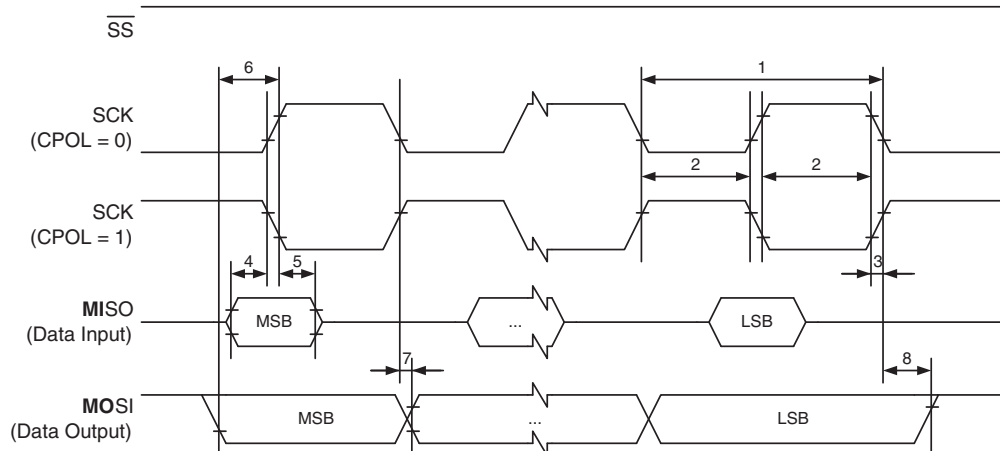 SS
6
1
SCK
(CPOL = 0)
2
2
SCK
(CPOL = 1)
4
5
3
MISO
(Data Input)
MSB
...
LSB
7
8
MOSI
(Data Output)
MSB
...
LSB